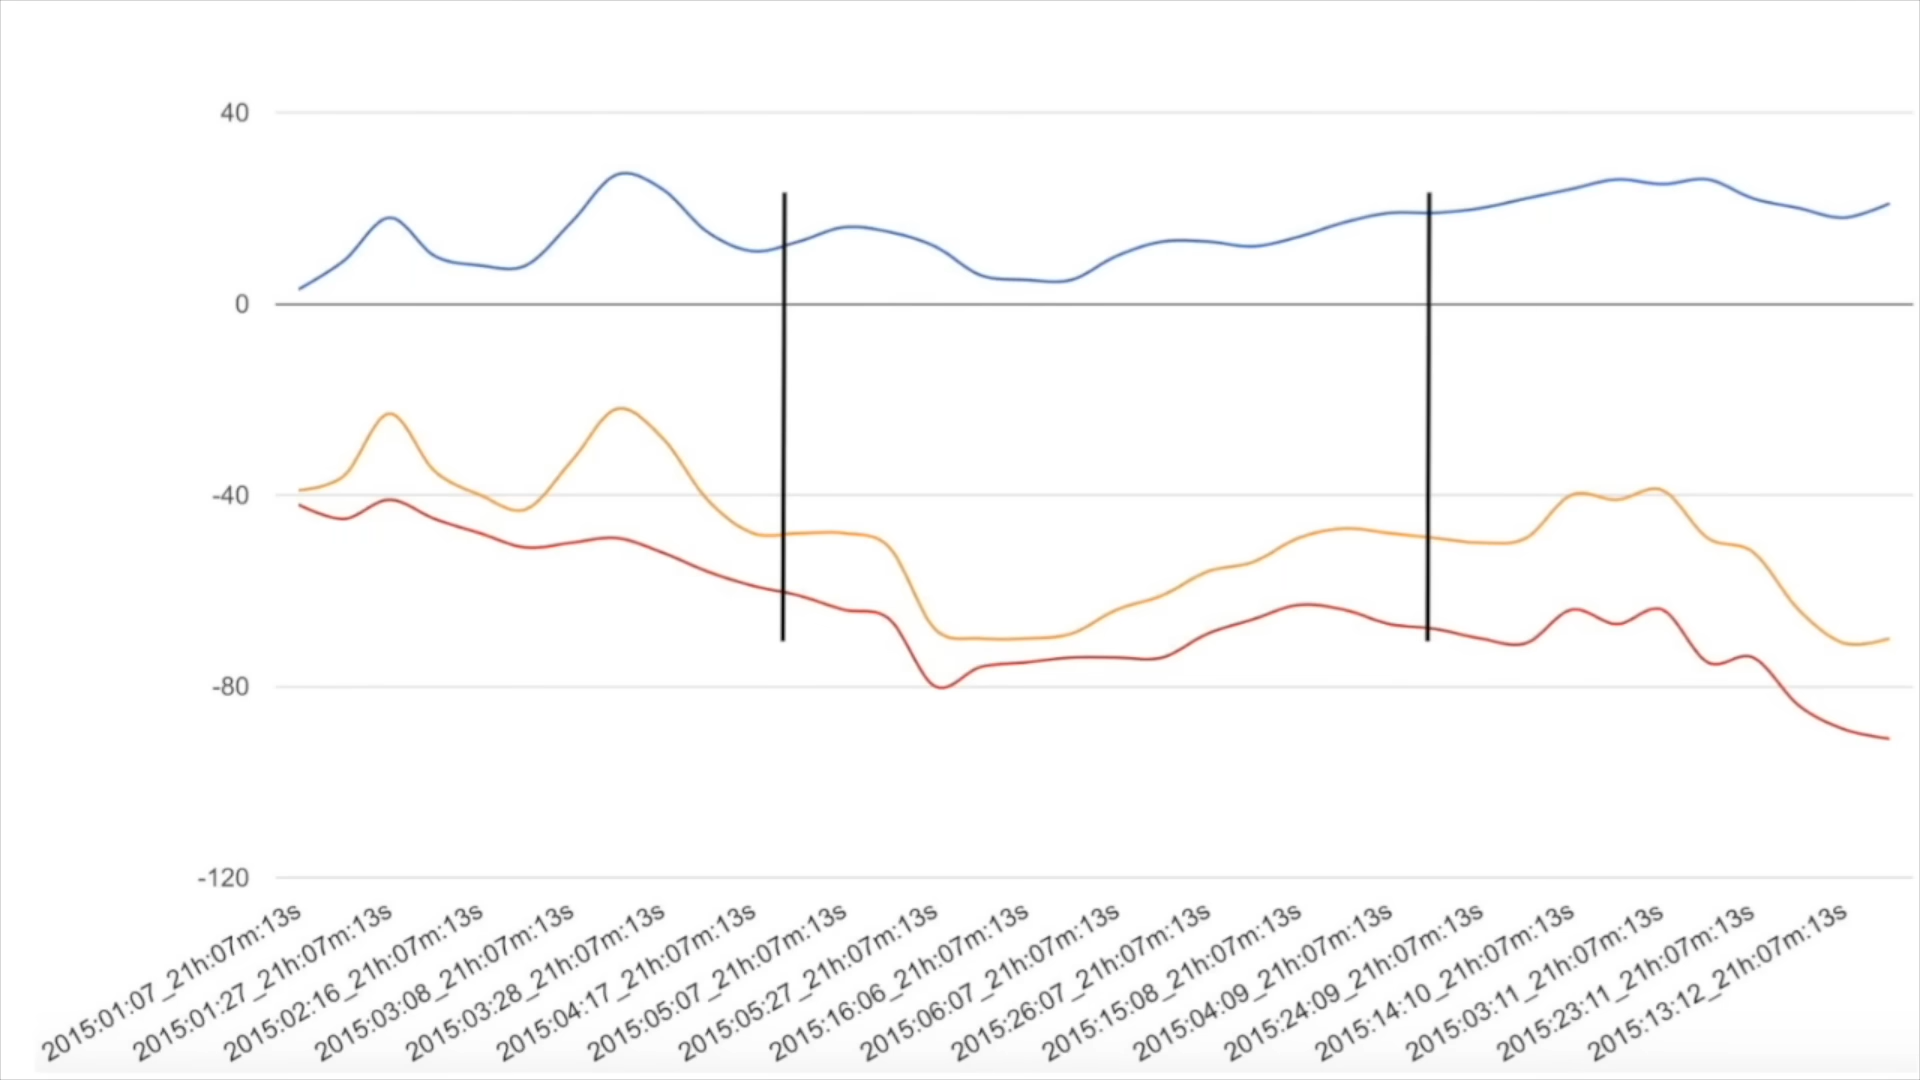 40
0
-40
-80
-120
2015:01:07_21h:07m:13s
2015:01:27_21h:07m:13s
2015:02:16_21h:07m:13s
2015:03:08_21h:07m:13s
2015:03:28_21h:07m:13s
2015:04:17_21h:07m:13s
2015:05:07_21h:07m:13s
2015:05:27_21h:07m:13s
2015:16:06_21h:07m:13s
2015:06:07_21h:07m:13s
2015:26:07_21h:07m:13s
2015:15:08_21h:07m:13s
2015:04:09_21h:07m:13s
2015:24:09_21h:07m:13s
2015:14:10_21h:07m:13s
2015:03:11_21h:07m:13s
2015:23:11_21h:07m:13s
2015:13:12_21h:07m:13s